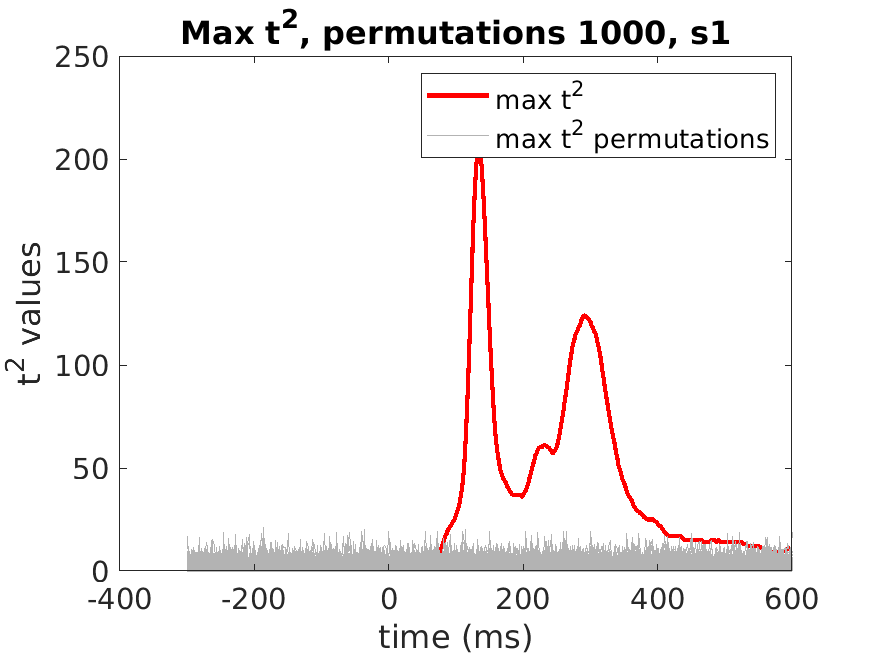 Max t², permutations 1000, s1
max t²
max t² permutations
t² values
250
200
150
100
50
0
-400 -200 0 200 400 600
time (ms)